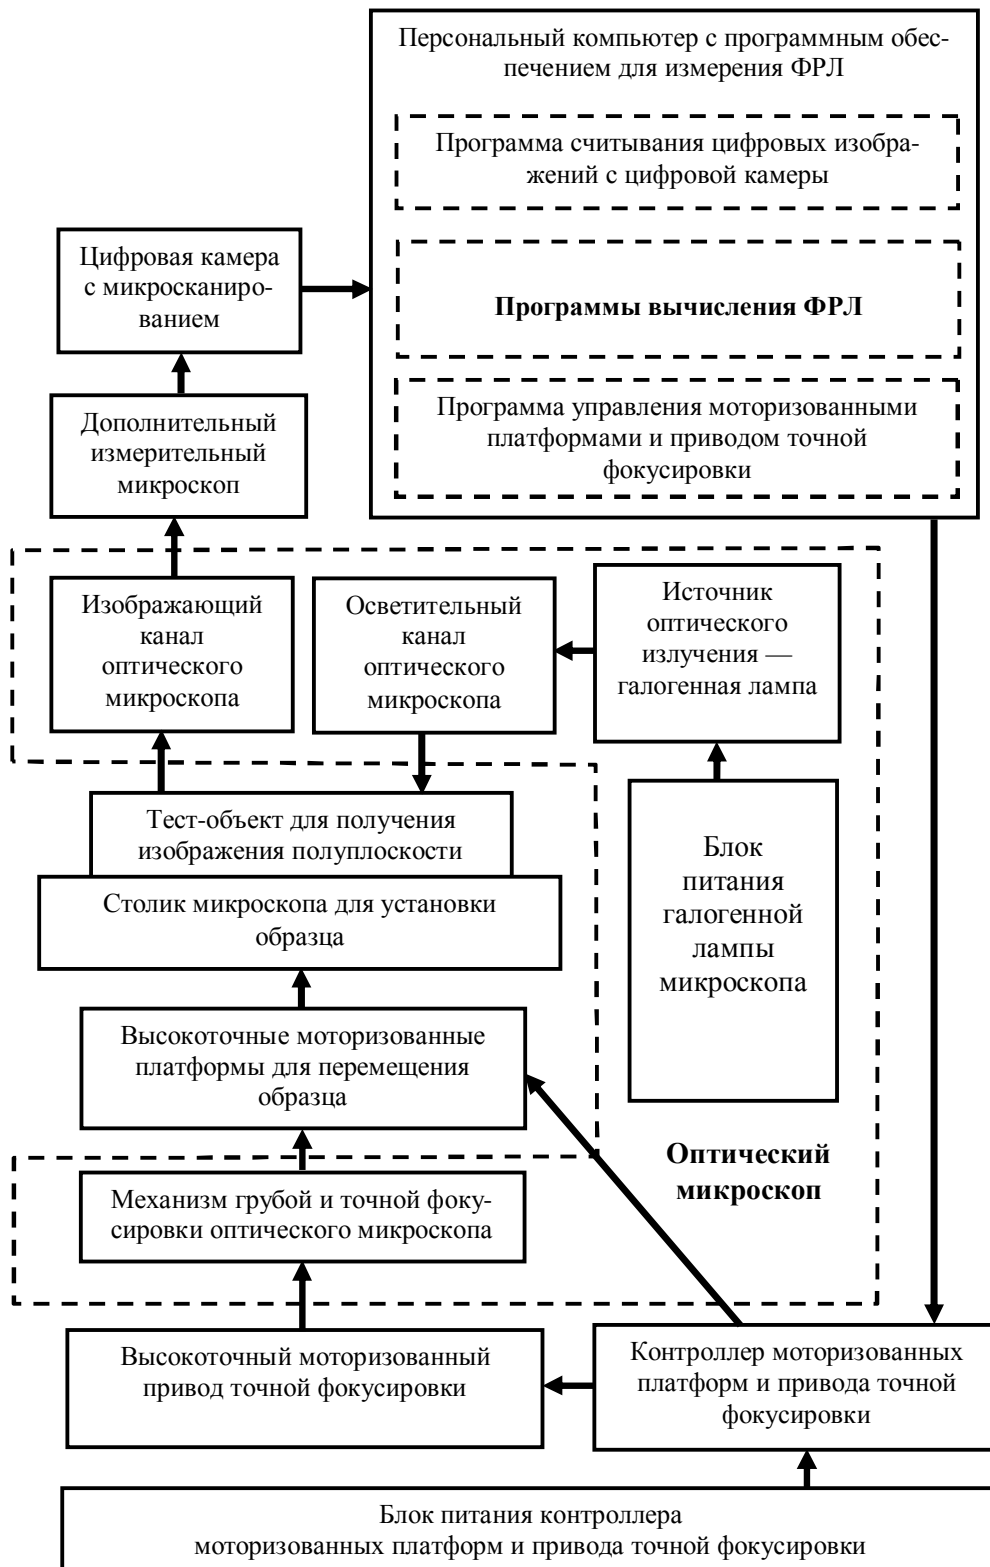 Персональный компьютер с программным обес-
печением для измерения ФРЛ
Программа считывания цифровых изобра-
жений с цифровой камеры
Программы вычисления ФРЛ
Программа управления моторизованными
платформами и приводом точной
фокусировки
Цифровая камера
с микросканиро-
ванием
Дополнительный
измерительный
микроскоп
Изображающий
канал
оптического
микроскопа
Осветительный
канал
оптического
микроскопа
Источник
оптического
излучения —
галогенная лампа
Тест-объект для получения
изображения полуплоскости
Столик микроскопа для установки
образца
Блок
питания
галогенной
лампы
микроскопа
Высокоточные моторизованные
платформы для перемещения
образца
Оптический
микроскоп
Механизм грубой и точной фоку-
сировки оптического микроскопа
Высокоточный моторизованный
привод точной фокусировки
Контроллер моторизованных
платформ и привода точной
фокусировки
Блок питания контроллера
моторизованных платформ и привода точной фокусировки